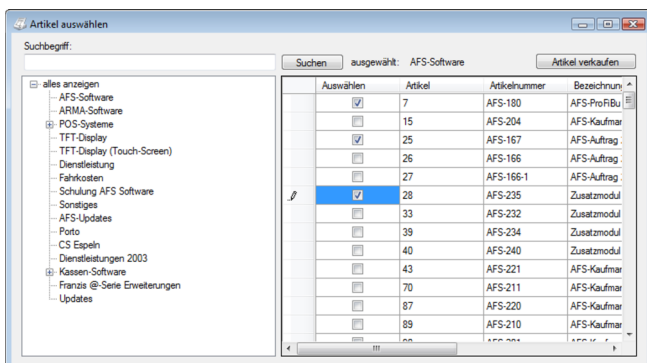 Artikel auswählen
Suchbegriff:
Suchen ausgewählt: AFS-Software Artikel verkaufen
alles anzeigen
AFS-Software
ARMA-Software
POS-Systeme
TFT-Display
TFT-Display (Touch-Screen)
Dienstleistung
Fahrkosten
Schulung AFS Software
Sonstiges
AFS-Updates
Porto
CS Espeln
Dienstleistungen 2003
Kassen-Software
Franzis @-Serie Erweiterungen
Updates
Auswählen Artikel Artikelnummer Bezeichnung
7 AFS-180 AFS-ProFiBu
15 AFS-204 AFS-Kaufmar
25 AFS-167 AFS-Auftrag
26 AFS-166 AFS-Auftrag
27 AFS-166-1 AFS-Auftrag
28 AFS-235 Zusatzmodul
33 AFS-232 Zusatzmodul
39 AFS-234 Zusatzmodul
40 AFS-240 Zusatzmodul
43 AFS-221 AFS-Kaufmar
70 AFS-211 AFS-Kaufmar
87 AFS-220 AFS-Kaufmar
89 AFS-210 AFS-Kaufmar